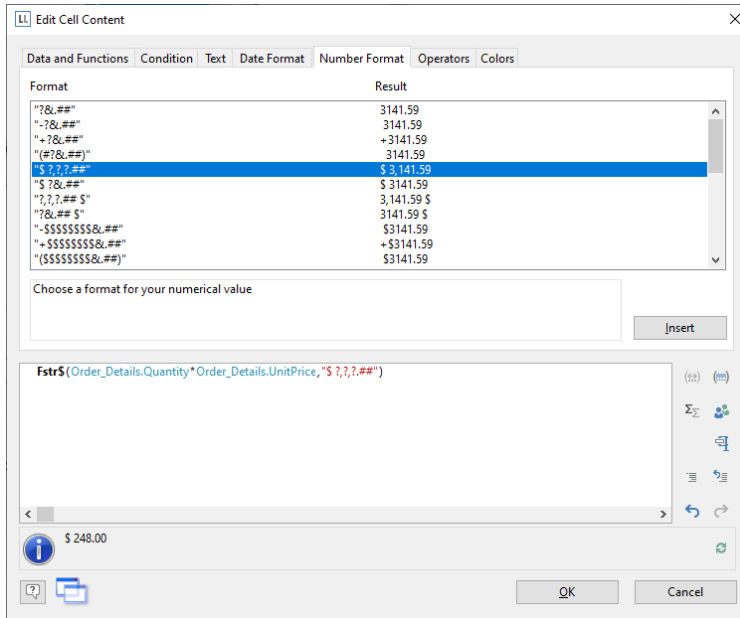 LL Edit Cell Content
Data and Functions Condition Text Date Format Number Format Operators Colors
Format Result
"?&.##" 3141.59
"-?&.##" 3141.59
"+?&.##" +3141.59
"(#?&.##)" 3141.59
"$ ?,?,?.##" $ 3,141.59
"$ ?&.##" $ 3141.59
"?,?,?.## $" 3,141.59 $
"?&.## $" 3141.59 $
"-$$$$$$$$&.##" $3141.59
"+$$$$$$$$&.##" +$3141.59
"($$$$$$$$&.##)" $3141.59
Choose a format for your numerical value
Insert
Fstr$(Order_Details.Quantity*Order_Details.UnitPrice,"$ ?,?,?.##")
$ 248.00
OK Cancel